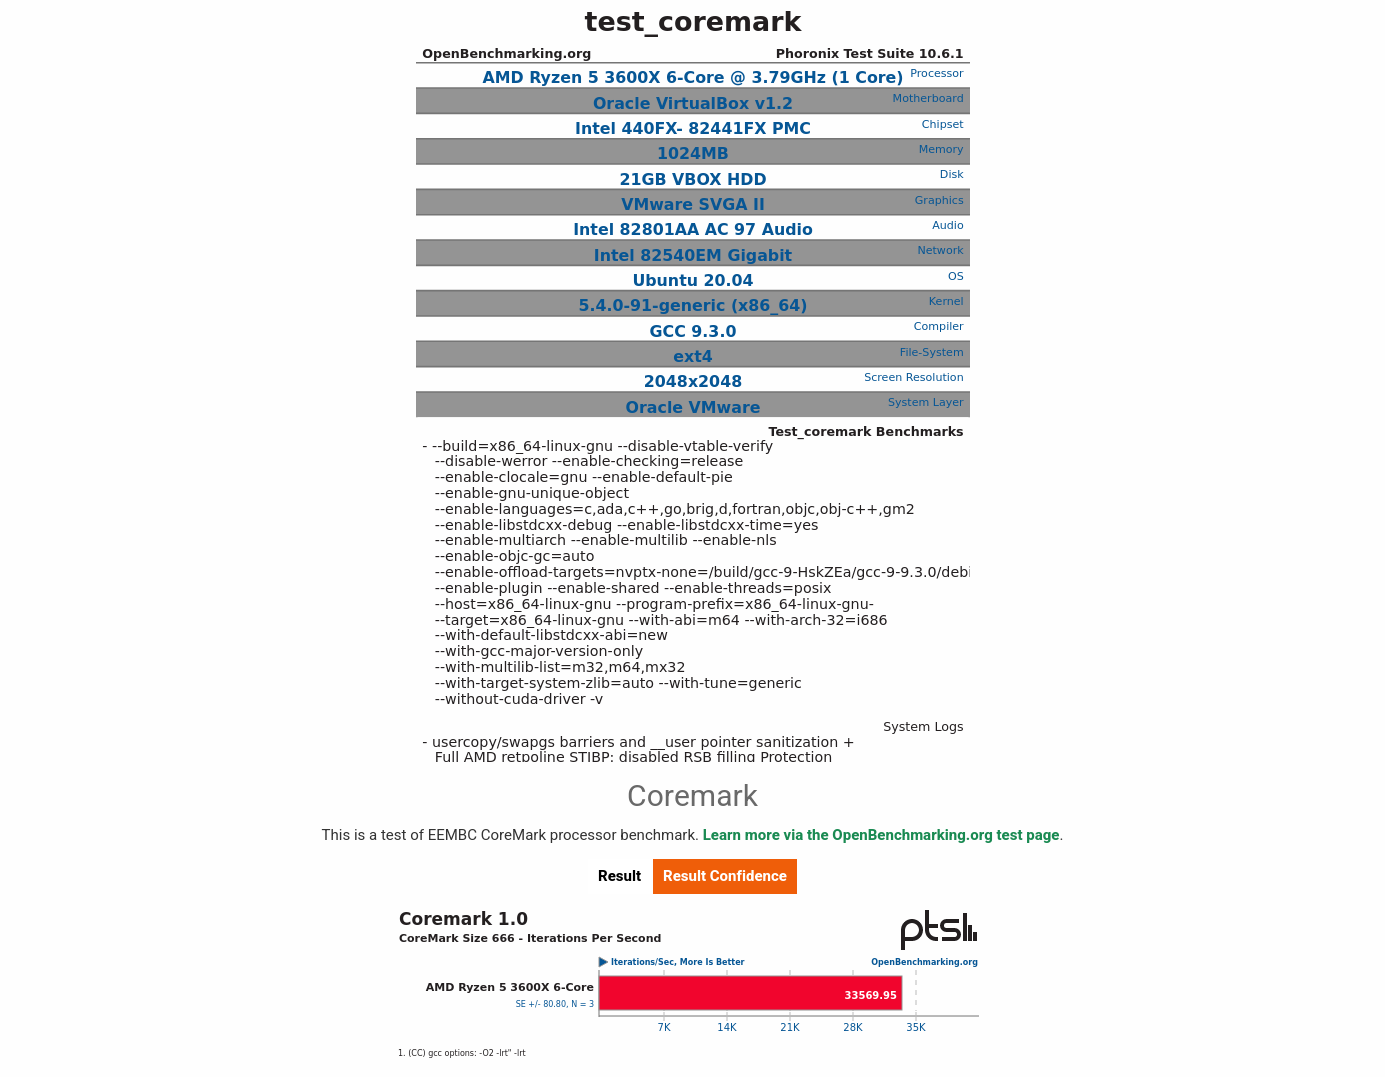 test_coremark
OpenBenchmarking.org Phoronix Test Suite 10.6.1
AMD Ryzen 5 3600X 6-Core @ 3.79GHz (1 Core) Processor
Oracle VirtualBox v1.2 Motherboard
Intel 440FX- 82441FX PMC Chipset
1024MB Memory
21GB VBOX HDD Disk
VMware SVGA II Graphics
Intel 82801AA AC 97 Audio Audio
Intel 82540EM Gigabit Network
Ubuntu 20.04 OS
5.4.0-91-generic (x86_64) Kernel
GCC 9.3.0 Compiler
ext4 File-System
2048x2048 Screen Resolution
Oracle VMware System Layer
Test_coremark Benchmarks
- --build=x86_64-linux-gnu --disable-vtable-verify
--disable-werror --enable-checking=release
--enable-clocale=gnu --enable-default-pie
--enable-gnu-unique-object
--enable-languages=c,ada,c++,go,brig,d,fortran,objc,obj-c++,gm2
--enable-libstdcxx-debug --enable-libstdcxx-time=yes
--enable-multiarch --enable-multilib --enable-nls
--enable-objc-gc=auto
--enable-offload-targets=nvptx-none=/build/gcc-9-HskZEa/gcc-9-9.3.0/debi
--enable-plugin --enable-shared --enable-threads=posix
--host=x86_64-linux-gnu --program-prefix=x86_64-linux-gnu-
--target=x86_64-linux-gnu --with-abi=m64 --with-arch-32=i686
--with-default-libstdcxx-abi=new
--with-gcc-major-version-only
--with-multilib-list=m32,m64,mx32
--with-target-system-zlib=auto --with-tune=generic
--without-cuda-driver -v
System Logs
- usercopy/swapgs barriers and __user pointer sanitization +
Full AMD retpoline STIBP: disabled RSB filling Protection
Coremark
This is a test of EEMBC CoreMark processor benchmark. Learn more via the OpenBenchmarking.org test page.
Result Result Confidence
Coremark 1.0
CoreMark Size 666 - Iterations Per Second
ptsl
Iterations/Sec, More Is Better OpenBenchmarking.org
AMD Ryzen 5 3600X 6-Core 33569.95
SE +/- 80.80, N = 3
7K 14K 21K 28K 35K
1. (CC) gcc options: -O2 -lrt" -lrt